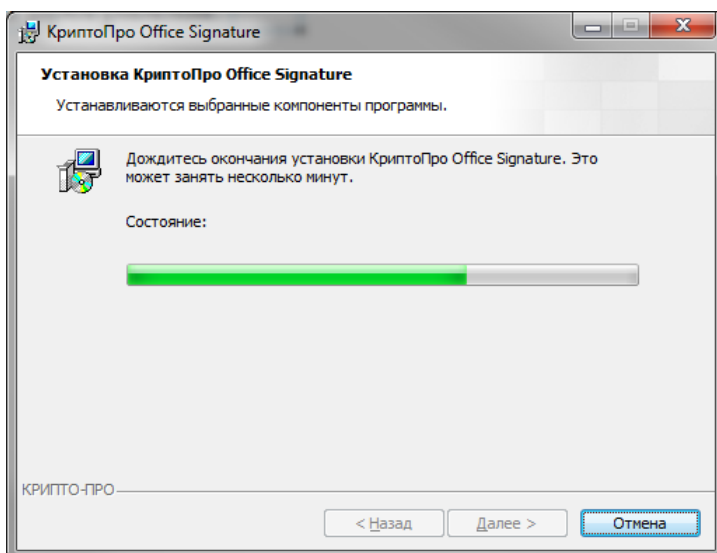 КриптоПро Office Signature
Установка КриптоПро Office Signature
Устанавливаются выбранные компоненты программы.
Дождитесь окончания установки КриптоПро Office Signature. Это
может занять несколько минут.
Состояние:
КРИПТО-ПРО
< Назад Далее > Отмена